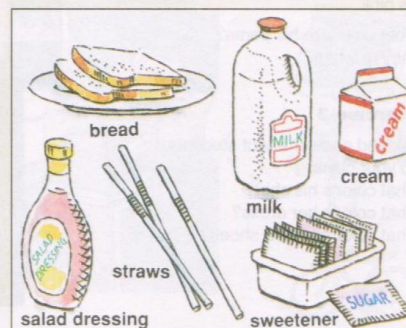 bread
MILK
cream
cream
milk
SALAD
DRESSING
straws
SUGAR
salad dressing
sweetener